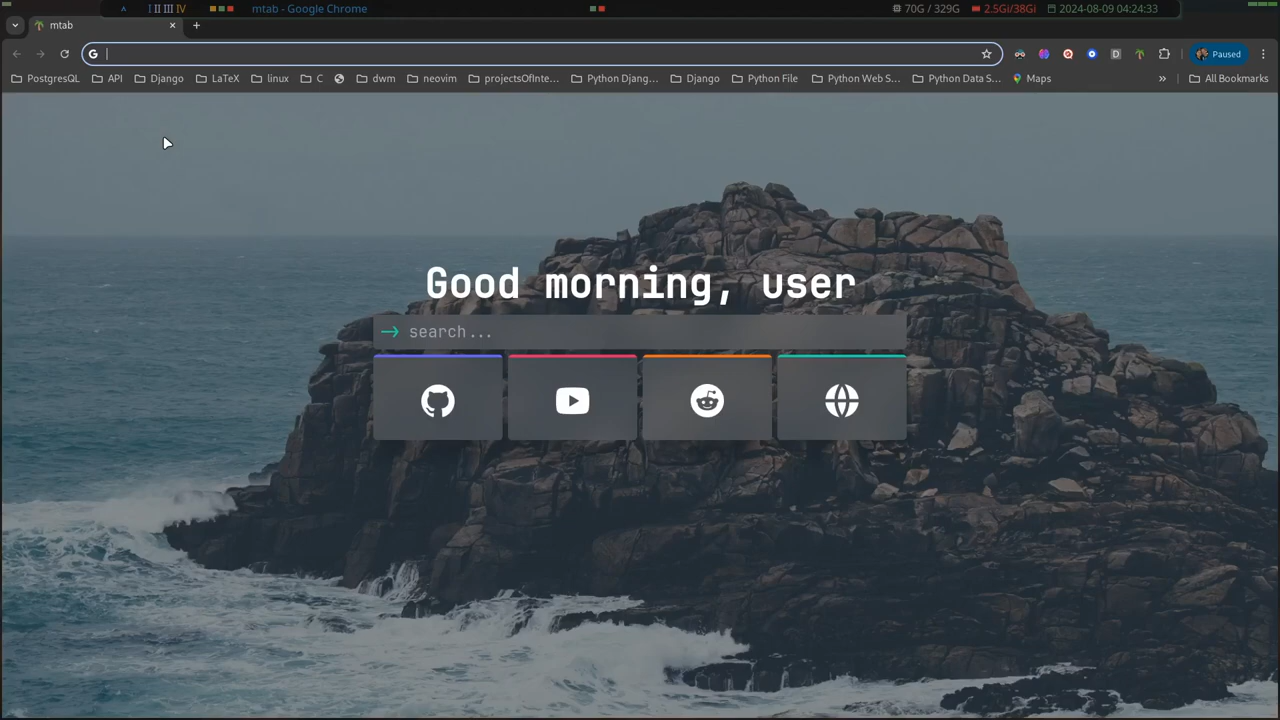 I II III IV mtab - Google Chrome 70G / 329G 2.5Gi/38Gi 2024-08-09 04:24:33
mtab
Paused
PostgresQL API Django LaTeX linux C dwm neovim projectsOfInte... Python Djang... Django Python File Python Web S... Python Data S... Maps » All Bookmarks
Good morning, user
search...